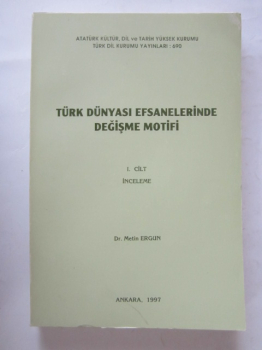 ATATÜRK KÜLTÜR, DİL ve TARİH YÜKSEK KURUMU
TÜRK DİL KURUMU YAYINLARI : 690
TÜRK DÜNYASI EFSANELERİNDE
DEĞİŞME MOTİFİ
1. CİLT
İNCELEME
Dr. Metin ERGUN
ANKARA, 1997